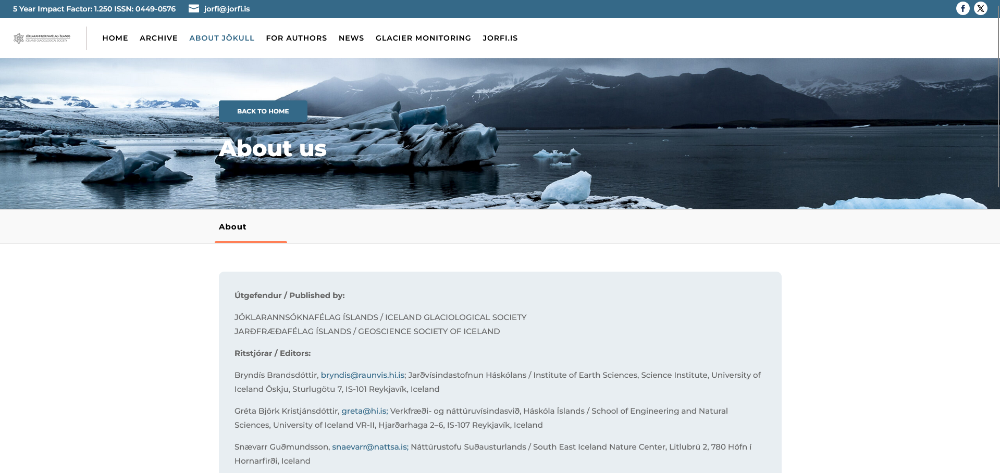 5 Year Impact Factor: 1.250 ISSN: 0449-0576 jorfi@jorfi.is
JÖKLARANNSÓKNAFÉLAG ÍSLANDS
ICELAND GLACIOLOGICAL SOCIETY
HOME ARCHIVE ABOUT JÖKULL FOR AUTHORS NEWS GLACIER MONITORING JORFI.IS
BACK TO HOME
About us
About
Útgefendur / Published by:
JÖKLARANNSÓKNAFÉLAG ÍSLANDS / ICELAND GLACIOLOGICAL SOCIETY
JARÐFRÆÐAFÉLAG ÍSLANDS / GEOSCIENCE SOCIETY OF ICELAND
Ritstjórar / Editors:
Bryndís Brandsdóttir, bryndis@raunvis.hi.is; Jarðvísindastofnun Háskólans / Institute of Earth Sciences, Science Institute, University of
Iceland Öskju, Sturlugötu 7, IS-101 Reykjavík, Iceland
Gréta Björk Kristjánsdóttir, greta@hi.is; Verkfræði- og náttúruvísindasvið, Háskóla Íslands / School of Engineering and Natural
Sciences, University of Iceland VR-II, Hjarðarhaga 2–6, IS-107 Reykjavík, Iceland
Snævarr Guðmundsson, snaevarr@nattsa.is; Náttúrustofu Suðausturlands / South East Iceland Nature Center, Litlubrú 2, 780 Höfn í
Hornarfirði, Iceland